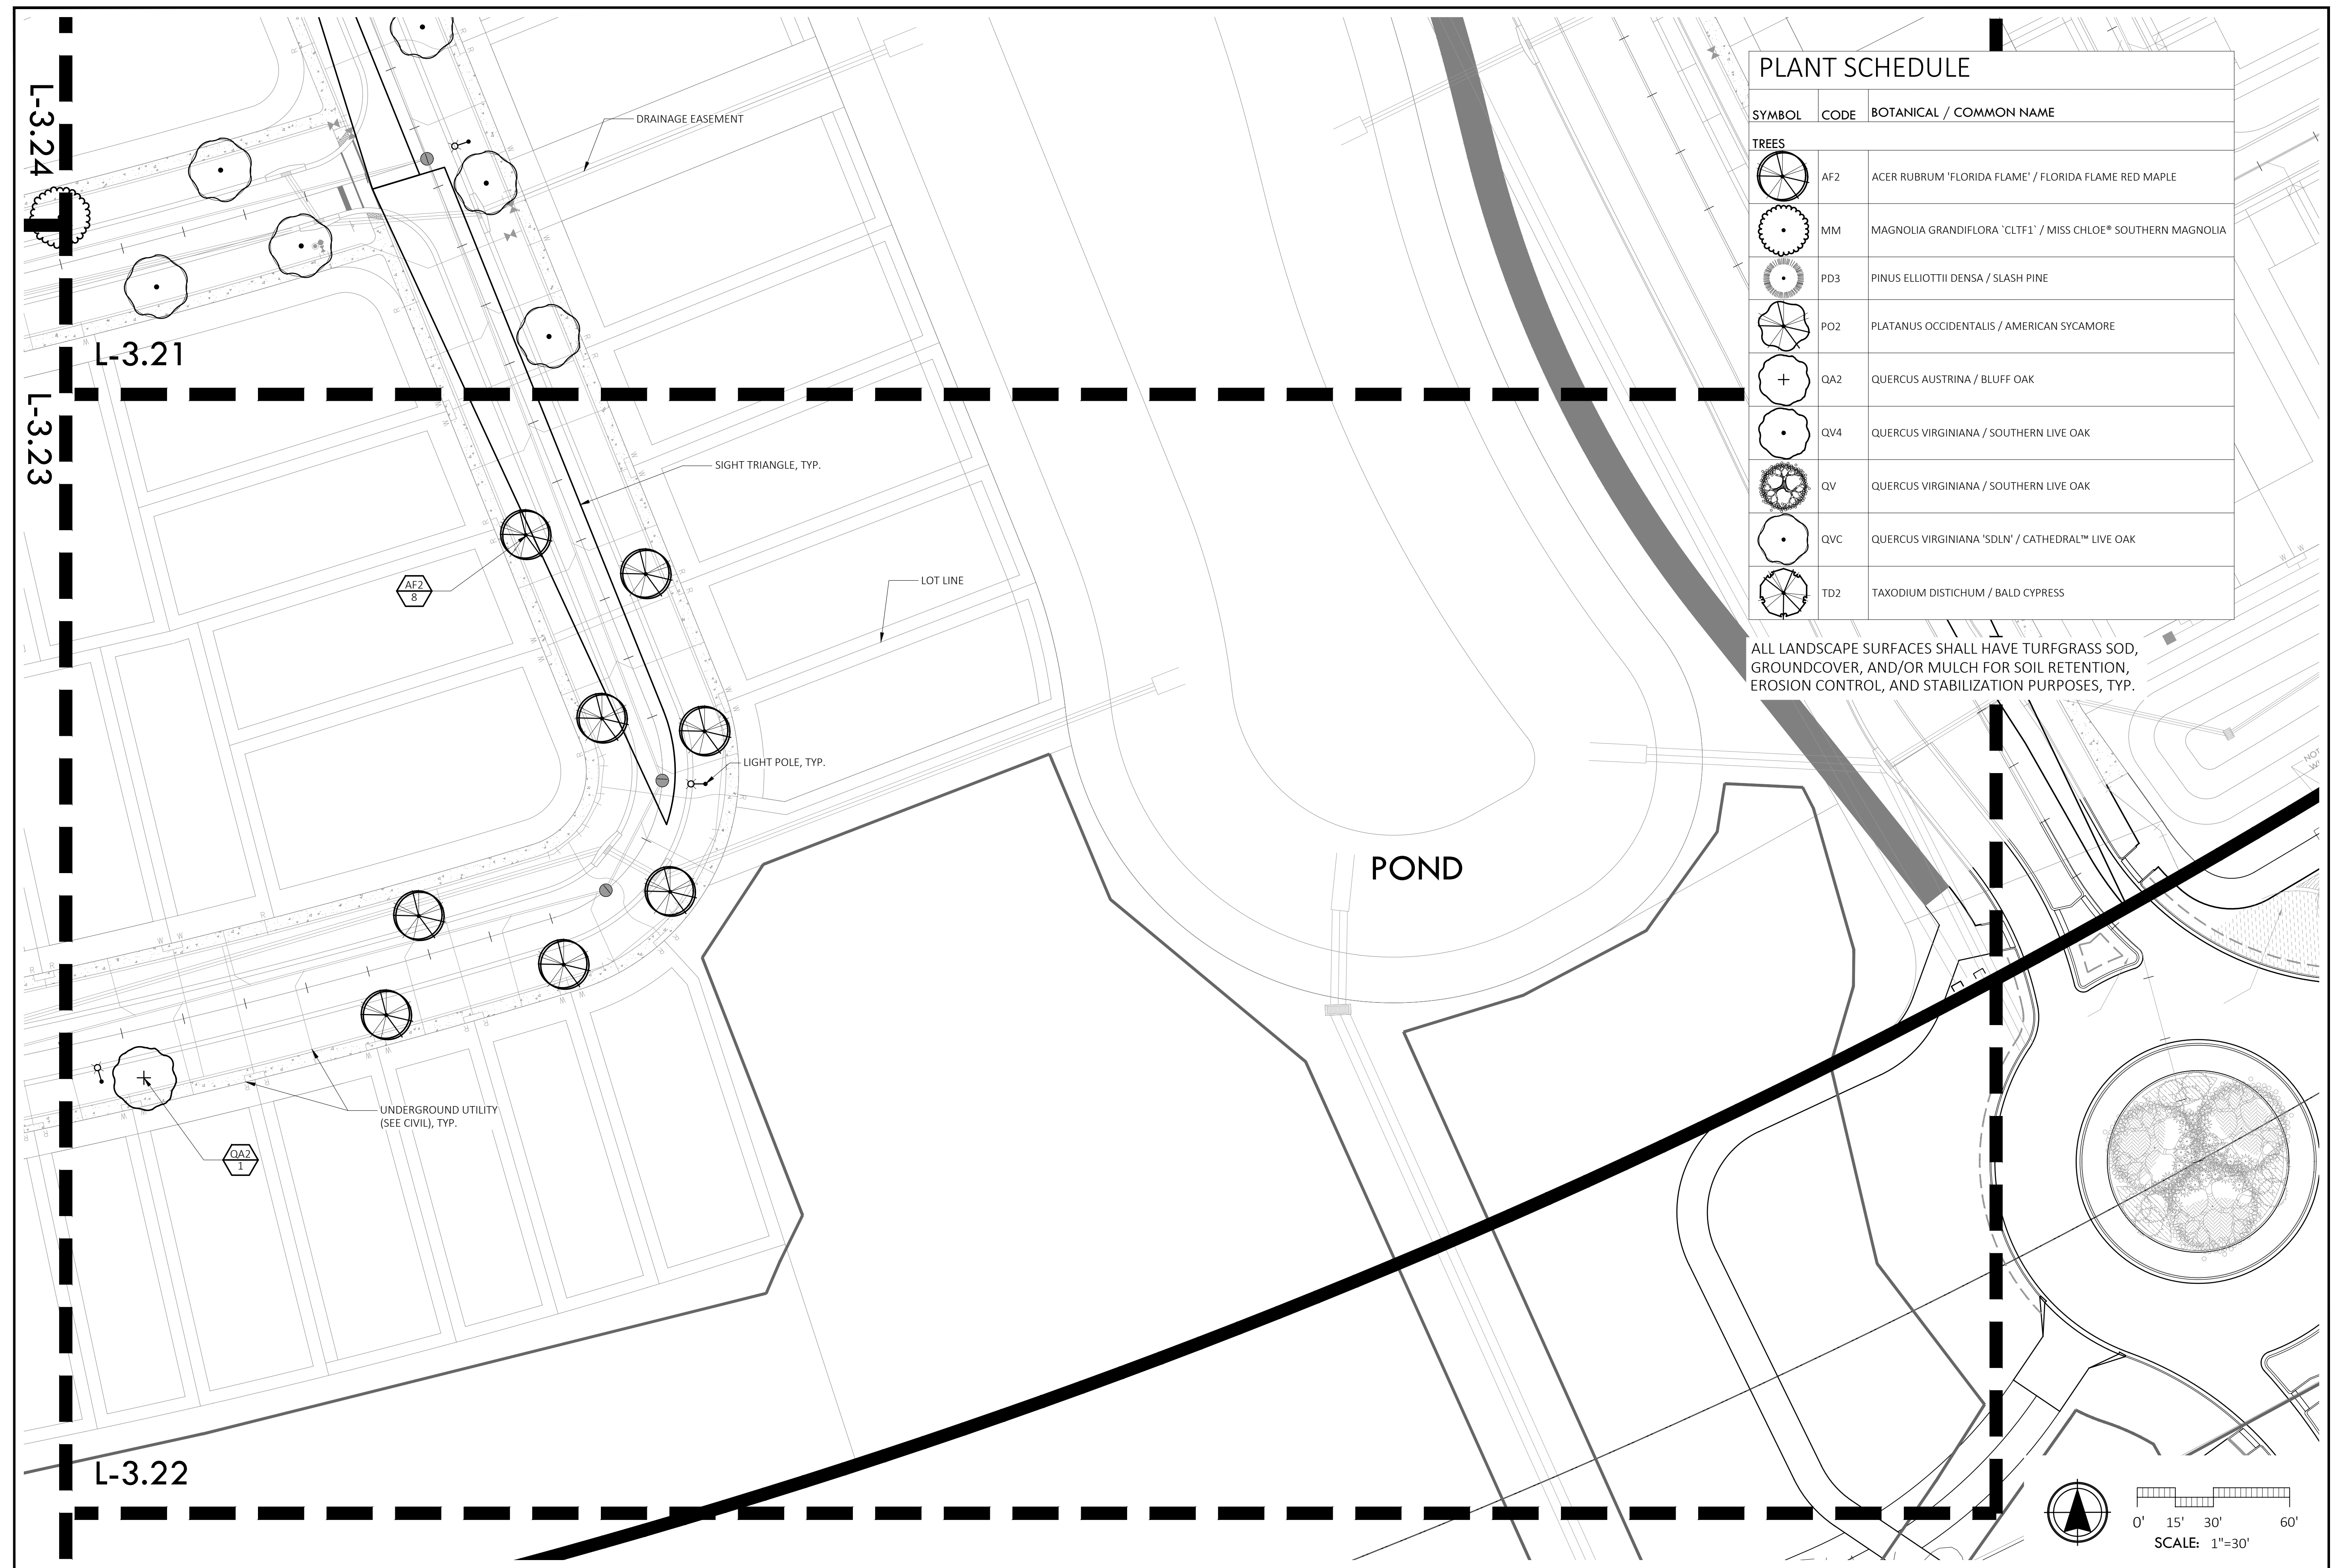 L-3.24
L-3.21
L-3.23
DRAINAGE EASEMENT
SIGHT TRIANGLE, TYP.
LOT LINE
AF2
8
LIGHT POLE, TYP.
POND
UNDERGROUND UTILITY
(SEE CIVIL), TYP.
QA2
1
L-3.22
PLANT SCHEDULE
SYMBOL CODE BOTANICAL / COMMON NAME
TREES
AF2 ACER RUBRUM 'FLORIDA FLAME' / FLORIDA FLAME RED MAPLE
MM MAGNOLIA GRANDIFLORA `CLTF1` / MISS CHLOE® SOUTHERN MAGNOLIA
PD3 PINUS ELLIOTTII DENSA / SLASH PINE
PO2 PLATANUS OCCIDENTALIS / AMERICAN SYCAMORE
QA2 QUERCUS AUSTRINA / BLUFF OAK
QV4 QUERCUS VIRGINIANA / SOUTHERN LIVE OAK
QV QUERCUS VIRGINIANA / SOUTHERN LIVE OAK
QVC QUERCUS VIRGINIANA 'SDLN' / CATHEDRAL™ LIVE OAK
TD2 TAXODIUM DISTICHUM / BALD CYPRESS
ALL LANDSCAPE SURFACES SHALL HAVE TURFGRASS SOD,
GROUNDCOVER, AND/OR MULCH FOR SOIL RETENTION,
EROSION CONTROL, AND STABILIZATION PURPOSES, TYP.
0' 15' 30' 60'
SCALE: 1"=30'